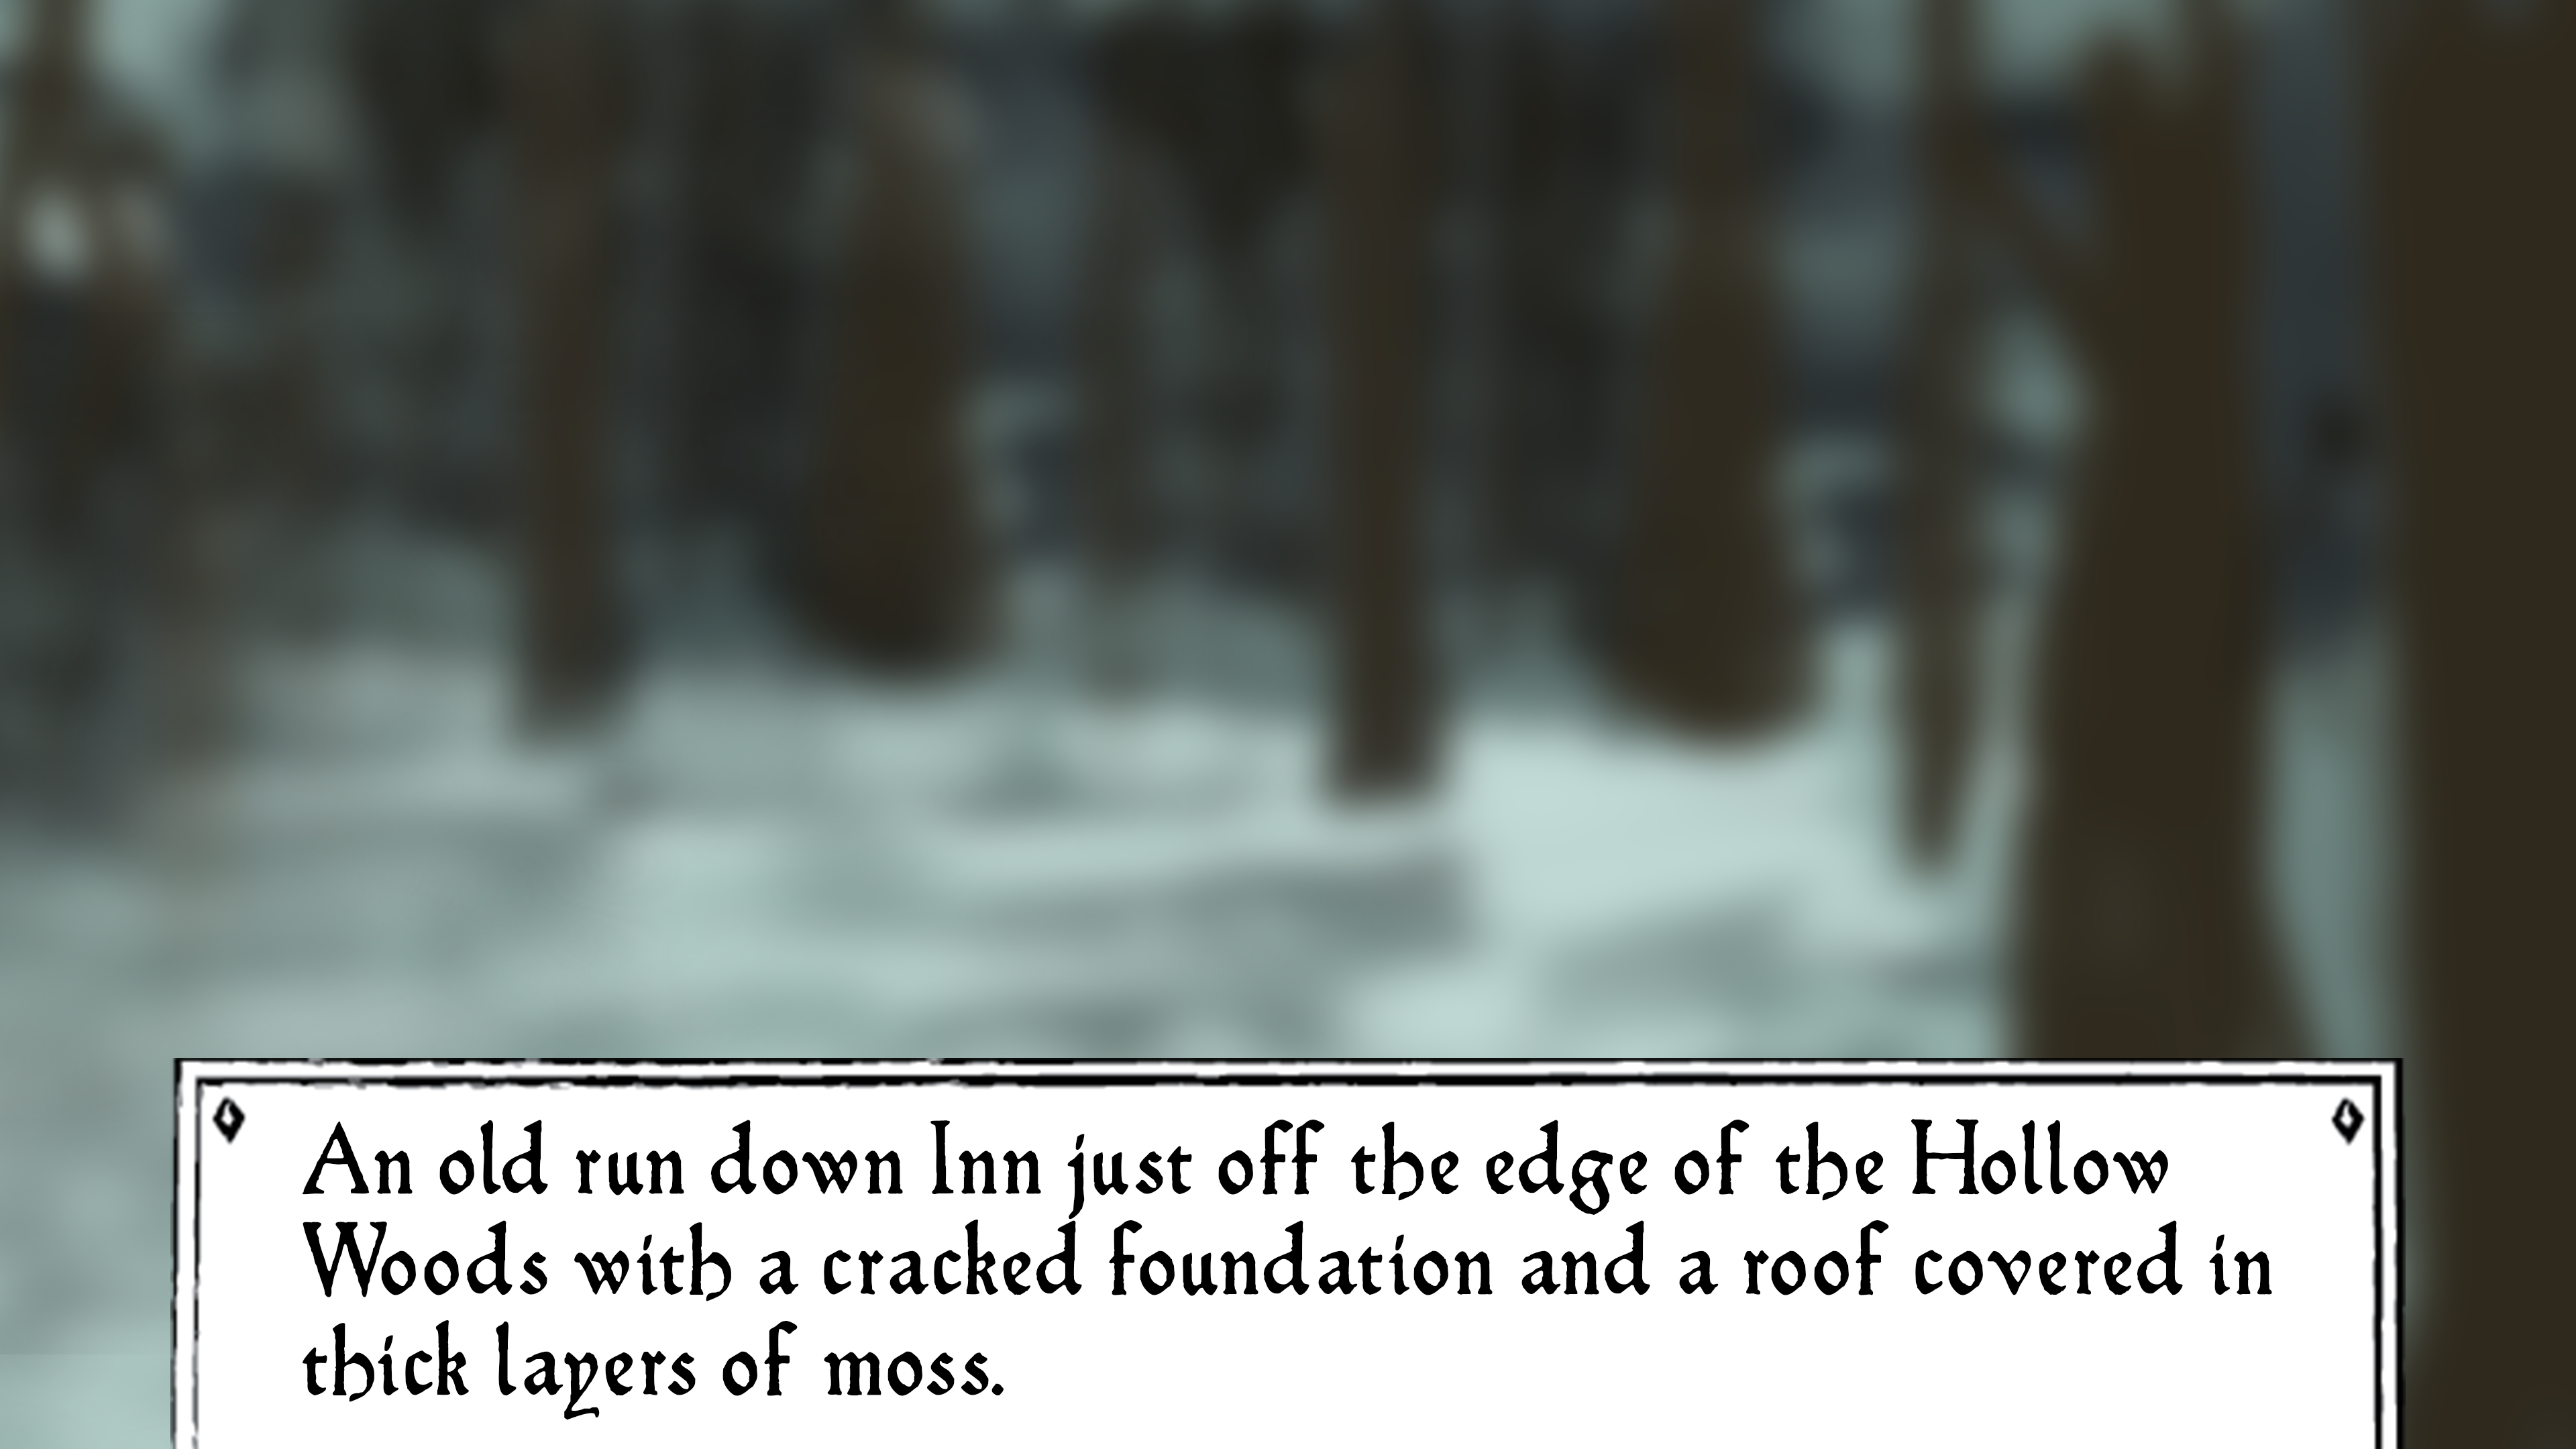 An old run down Inn just off the edge of the Hollow
Woods with a cracked foundation and a roof covered in
thick layers of moss.